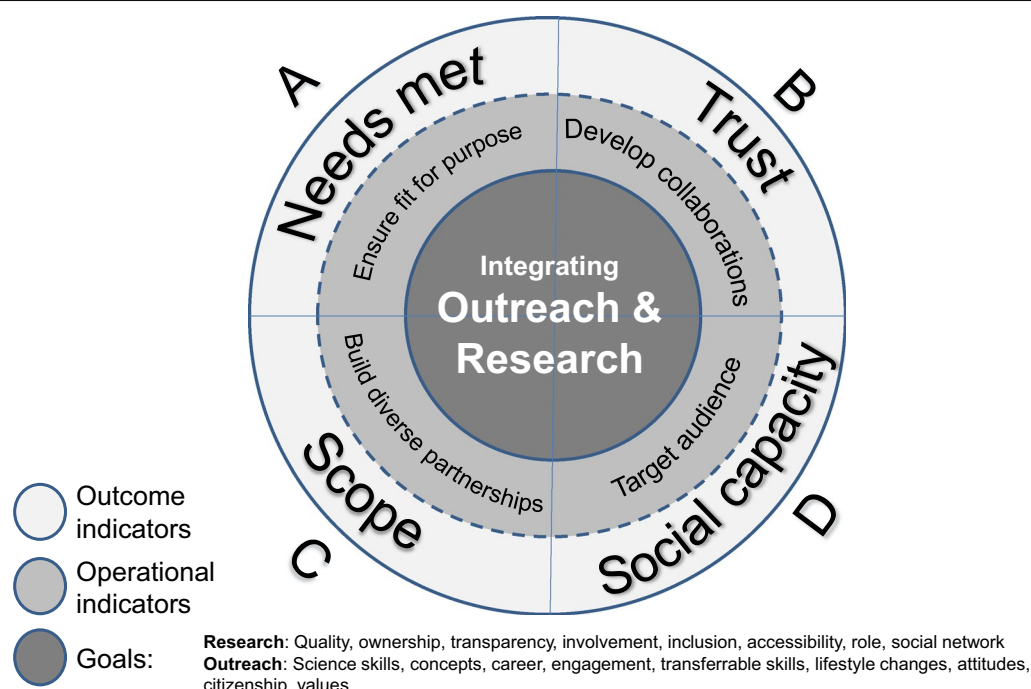 A
B
Needs met
Trust
Ensure fit for purpose
Develop collaborations
Integrating
Outreach &
Research
Build diverse partnerships
Target audience
Scope
Social capacity
C
D
Outcome
indicators
Operational
indicators
Goals:
Research: Quality, ownership, transparency, involvement, inclusion, accessibility, role, social network
Outreach: Science skills, concepts, career, engagement, transferrable skills, lifestyle changes, attitudes,
citizenship, values